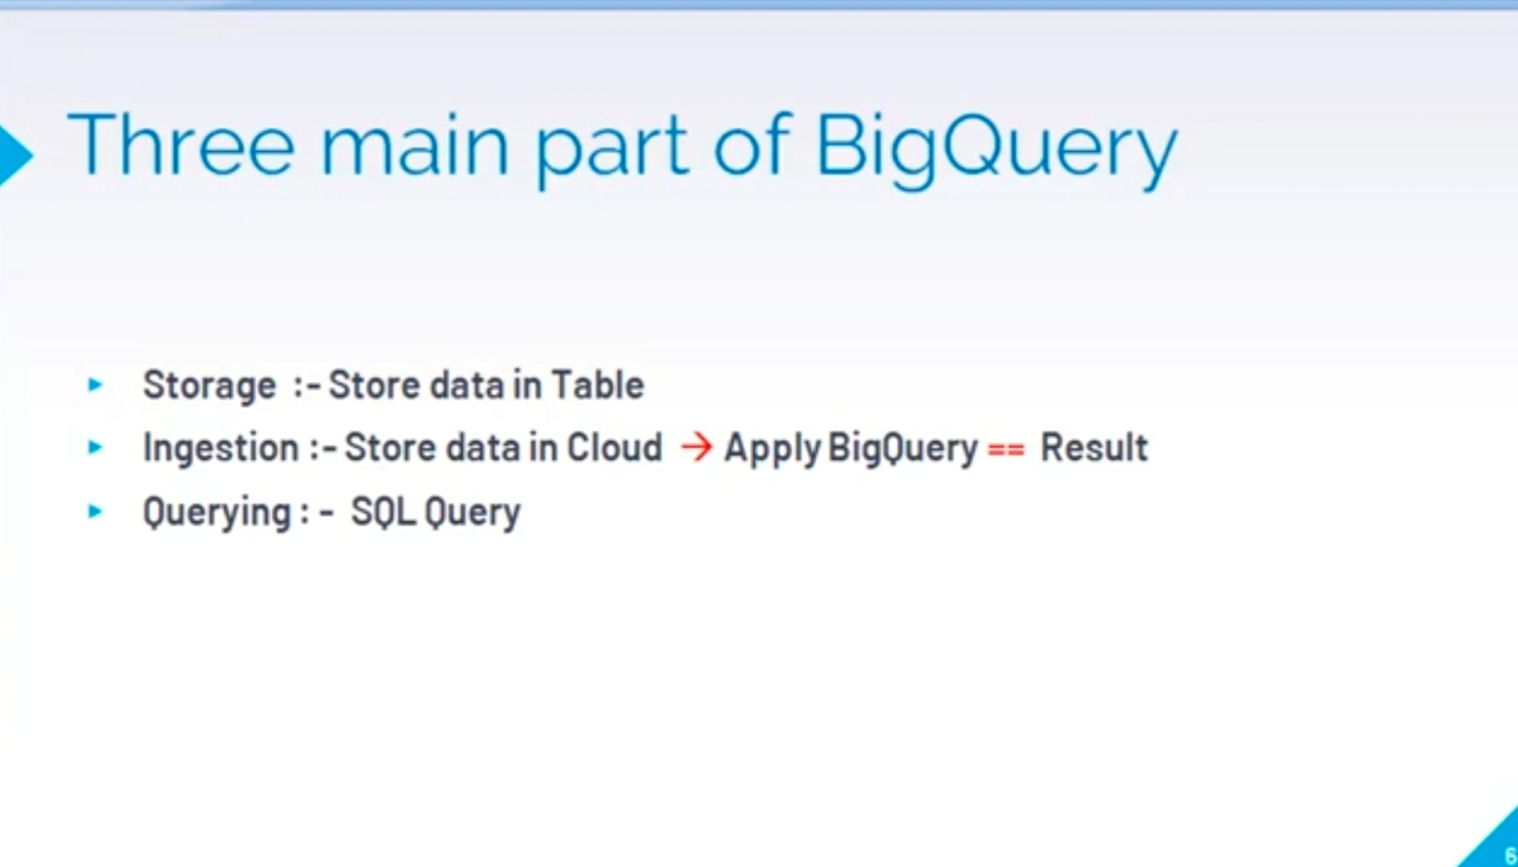 Three main part of BigQuery
Storage :- Store data in Table
Ingestion :- Store data in Cloud → Apply BigQuery == Result
Querying : - SQL Query
6